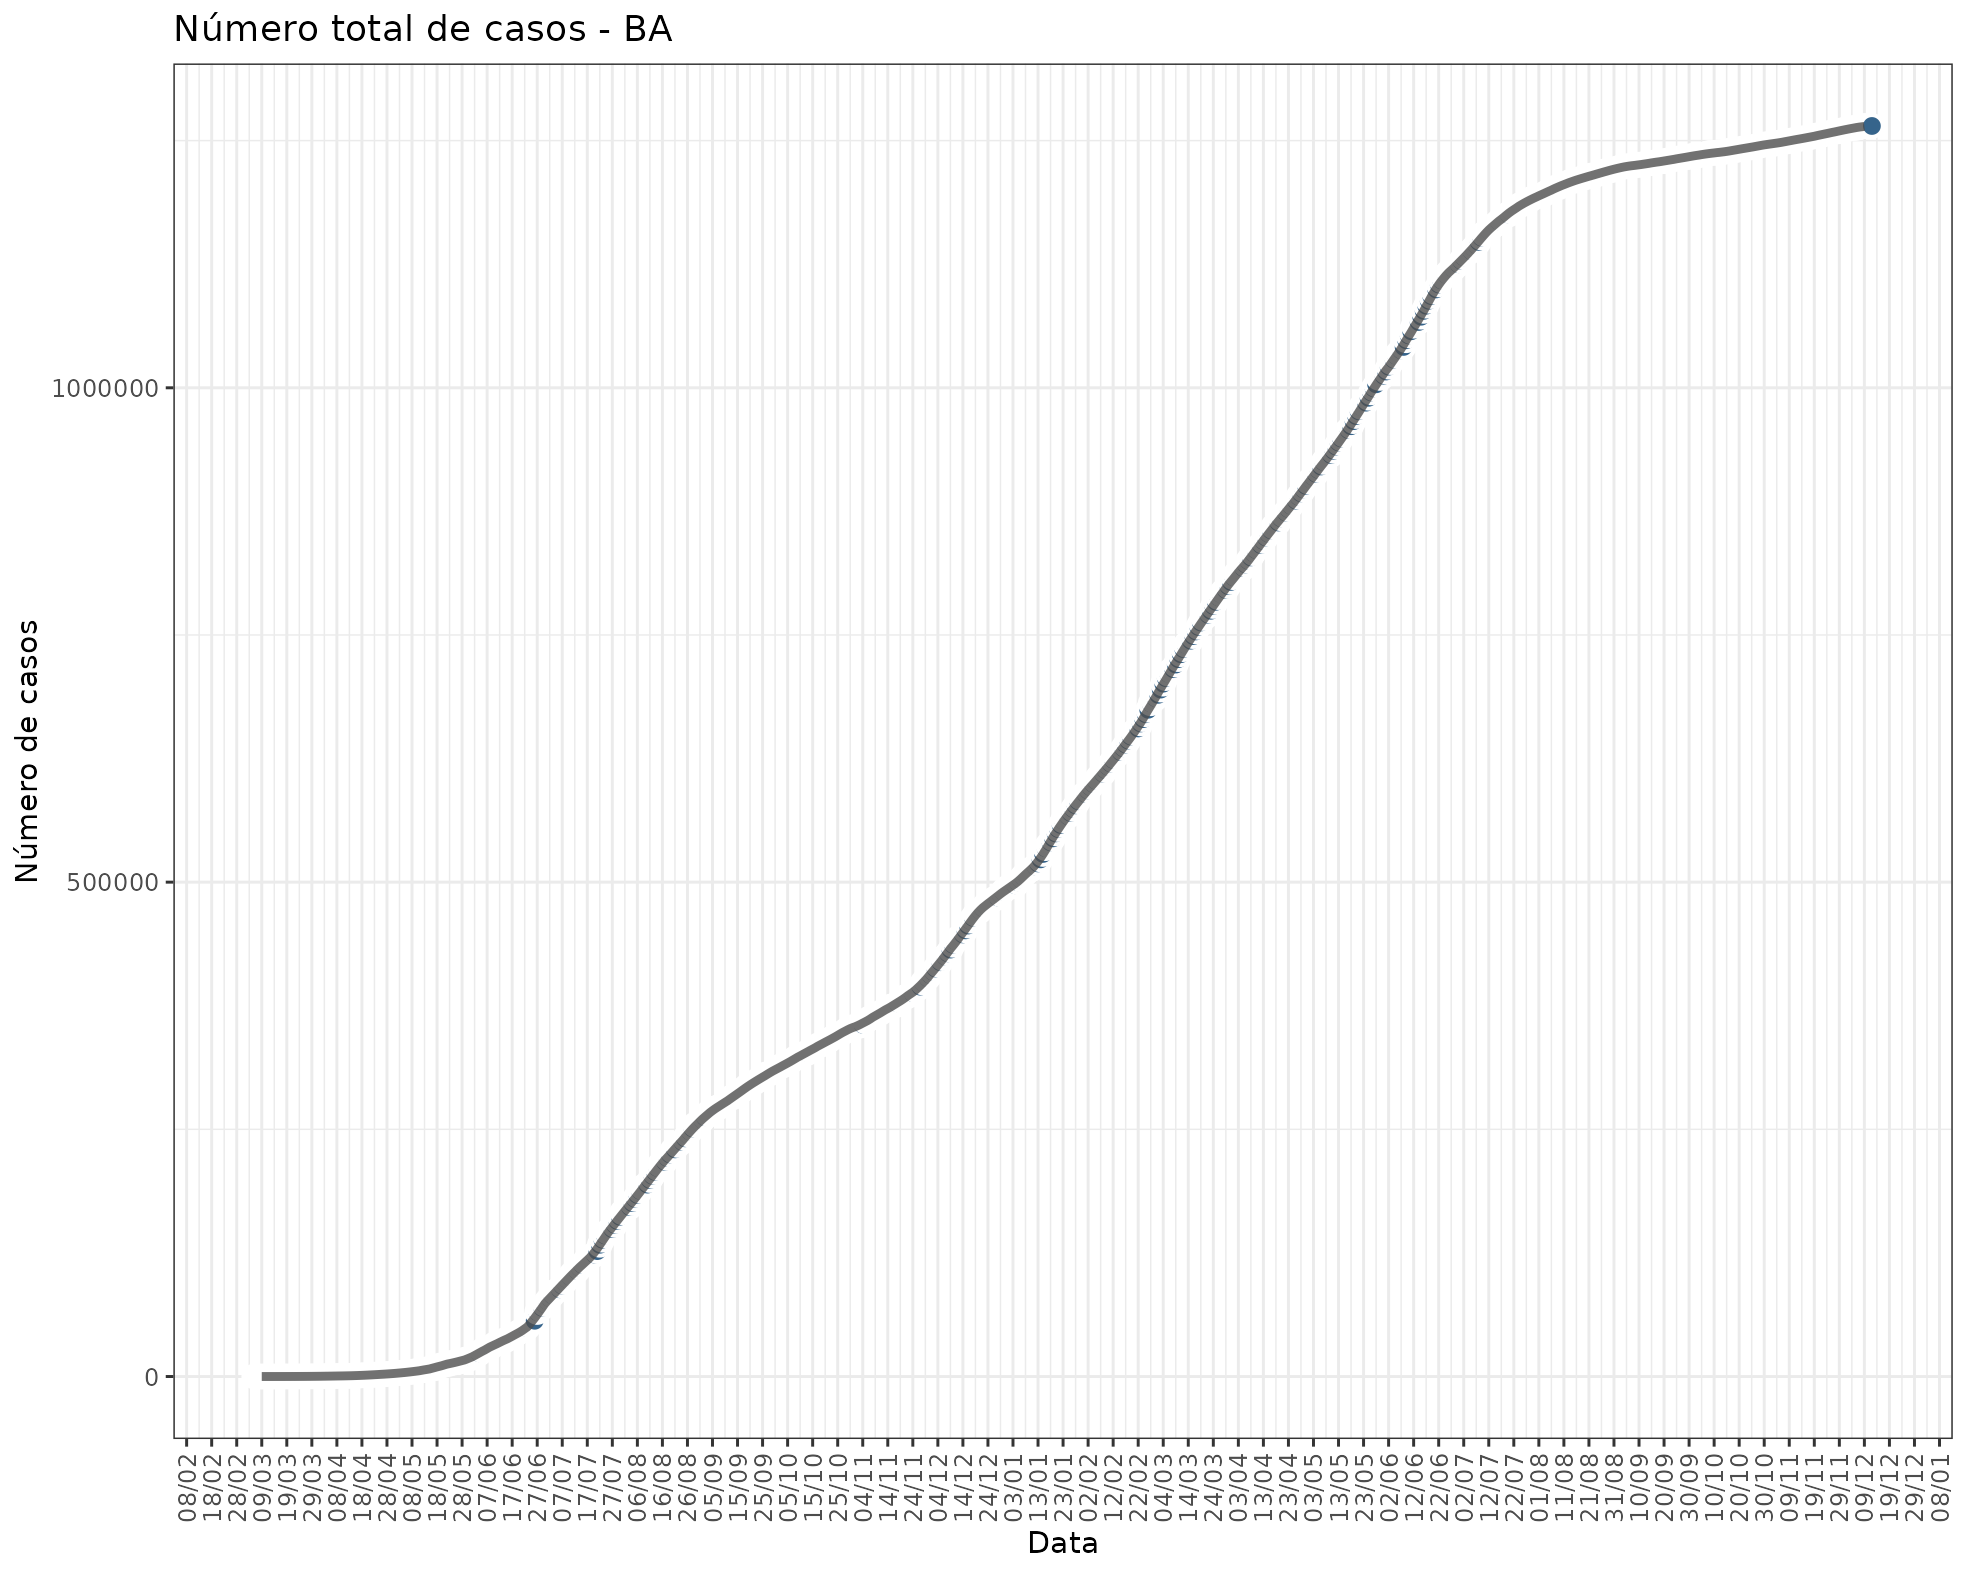 Número total de casos - BA
Número de casos
1000000
500000
0
08/02 18/02 28/02 09/03 19/03 29/03 08/04 18/04 28/04 08/05 18/05 28/05 07/06 17/06 27/06 07/07 17/07 27/07 06/08 16/08 26/08 05/09 15/09 25/09 05/10 15/10 25/10 04/11 14/11 24/11 04/12 14/12 24/12 03/01 13/01 23/01 02/02 12/02 22/02 04/03 14/03 24/03 03/04 13/04 23/04 03/05 13/05 23/05 02/06 12/06 22/06 02/07 12/07 22/07 01/08 11/08 21/08 31/08 10/09 20/09 30/09 10/10 20/10 30/10 09/11 19/11 29/11 09/12 19/12 29/12 08/01
Data